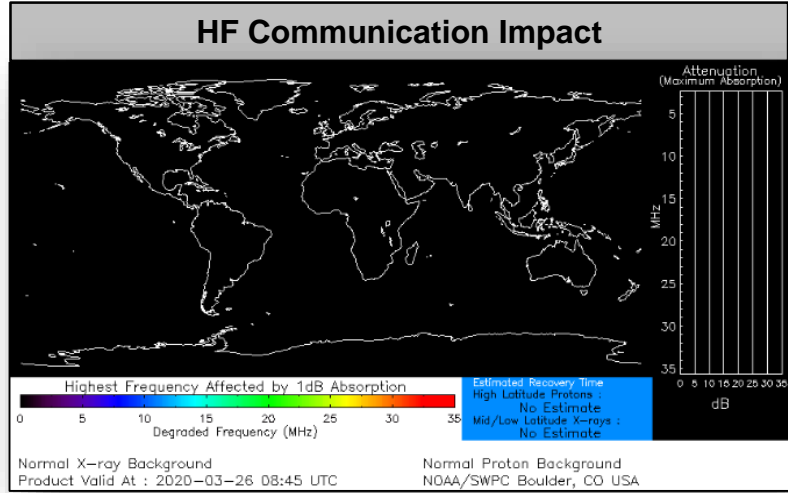 HF Communication Impact
Attenuation
(Maximum Absorption)
5
10
15
20
25
30
35
MHz
0 5 10 15 20 25 30 35
dB
Highest Frequency Affected by 1dB Absorption
0 5 10 15 20 25 30 35
Degraded Frequency (MHz)
Estimated Recovery Time
High Latitude Protons :
No Estimate
Mid/Low Latitude X-rays :
No Estimate
Normal X-ray Background
Product Valid At : 2020-03-26 08:45 UTC
Normal Proton Background
NOAA/SWPC Boulder, CO USA